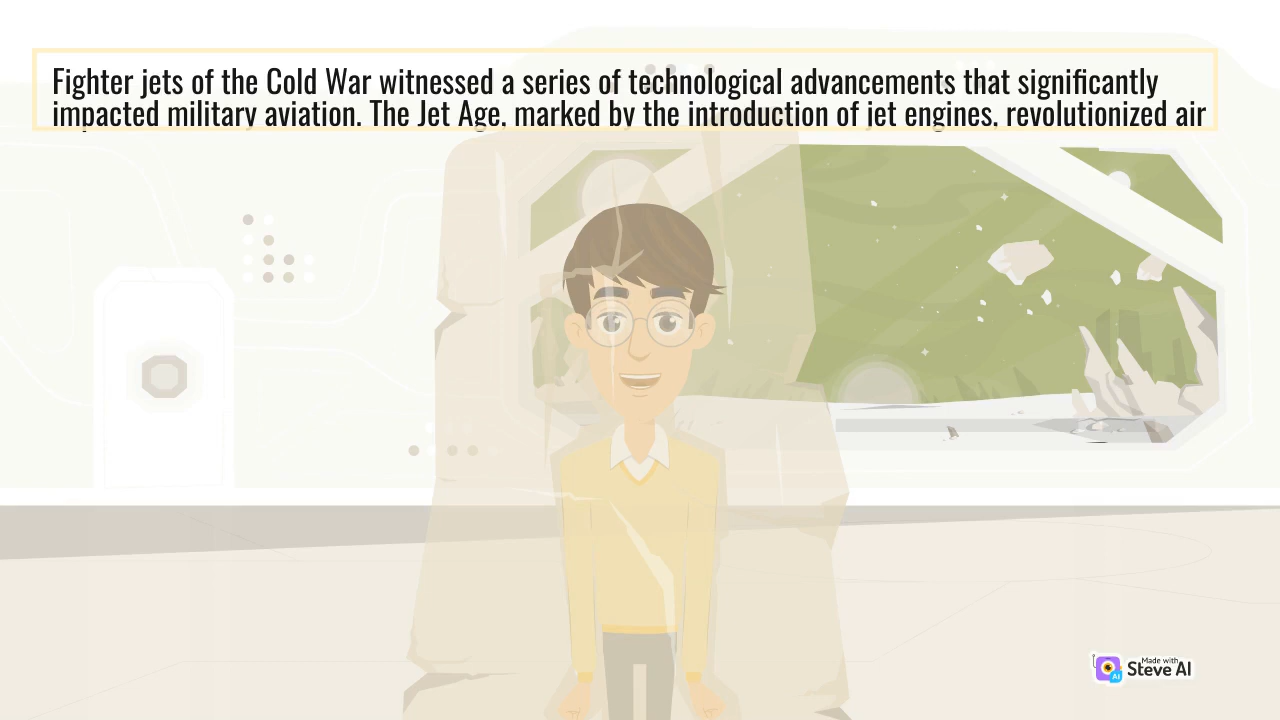 Fighter jets of the Cold War witnessed a series of technological advancements that significantly
impacted military aviation. The Jet Age, marked by the introduction of jet engines, revolutionized air
Made with
Steve AI
AI